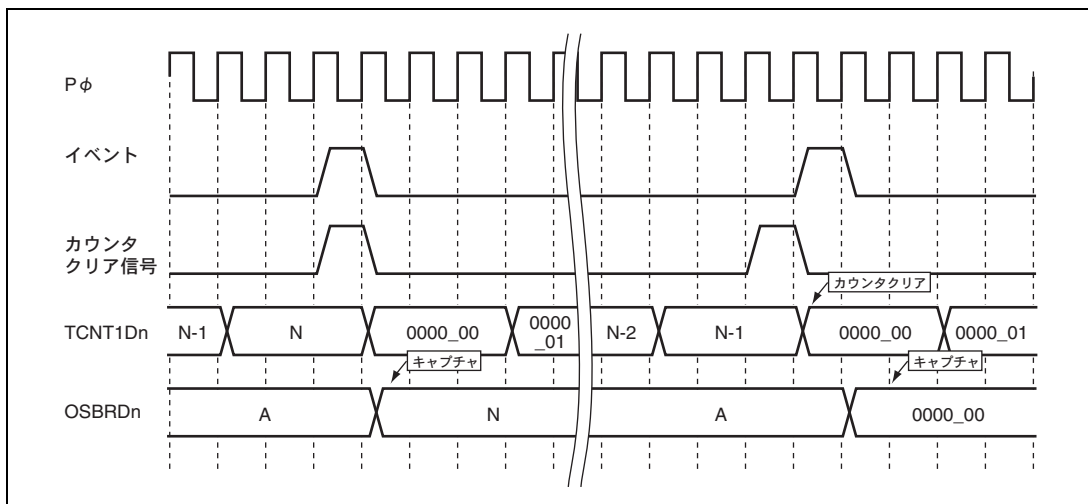 Pφ
イベント
カウンタ
クリア信号
カウンタクリア
TCNT1Dn N-1 N 0000_00 0000 _01 N-2 N-1 0000_00 0000_01
キャプチャ キャプチャ
OSBRDn A N A 0000_00